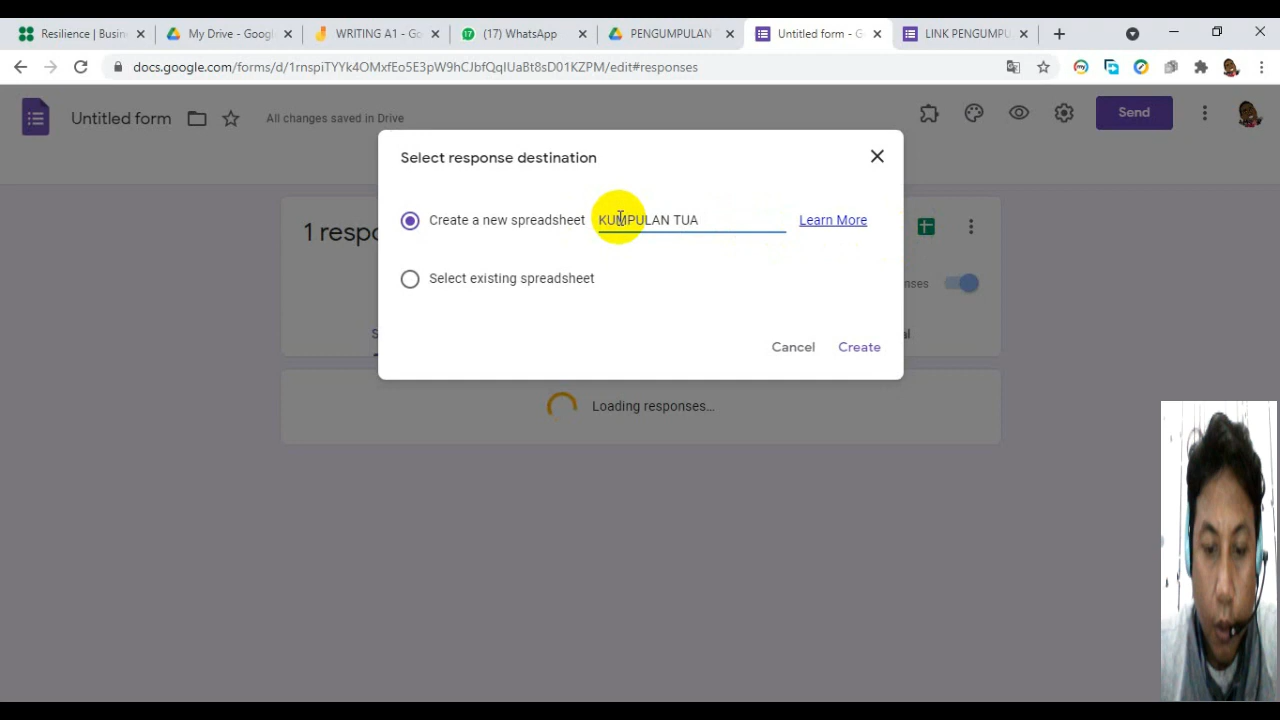 Resilience | Busin
My Drive - Googl
WRITING A1 - Go
(17) WhatsApp
PENGUMPULAN
Untitled form - G
LINK PENGUMPU
docs.google.com/forms/d/1rnspiTYYk4OMxfEo5E3pW9hCJbfQqIUaBt8sD01KZPM/edit#responses
Untitled form
All changes saved in Drive
Send
Select response destination
Create a new spreadsheet KUMPULAN TUA Learn More
1 respo
Select existing spreadsheet
nses
Cancel Create
Loading responses...